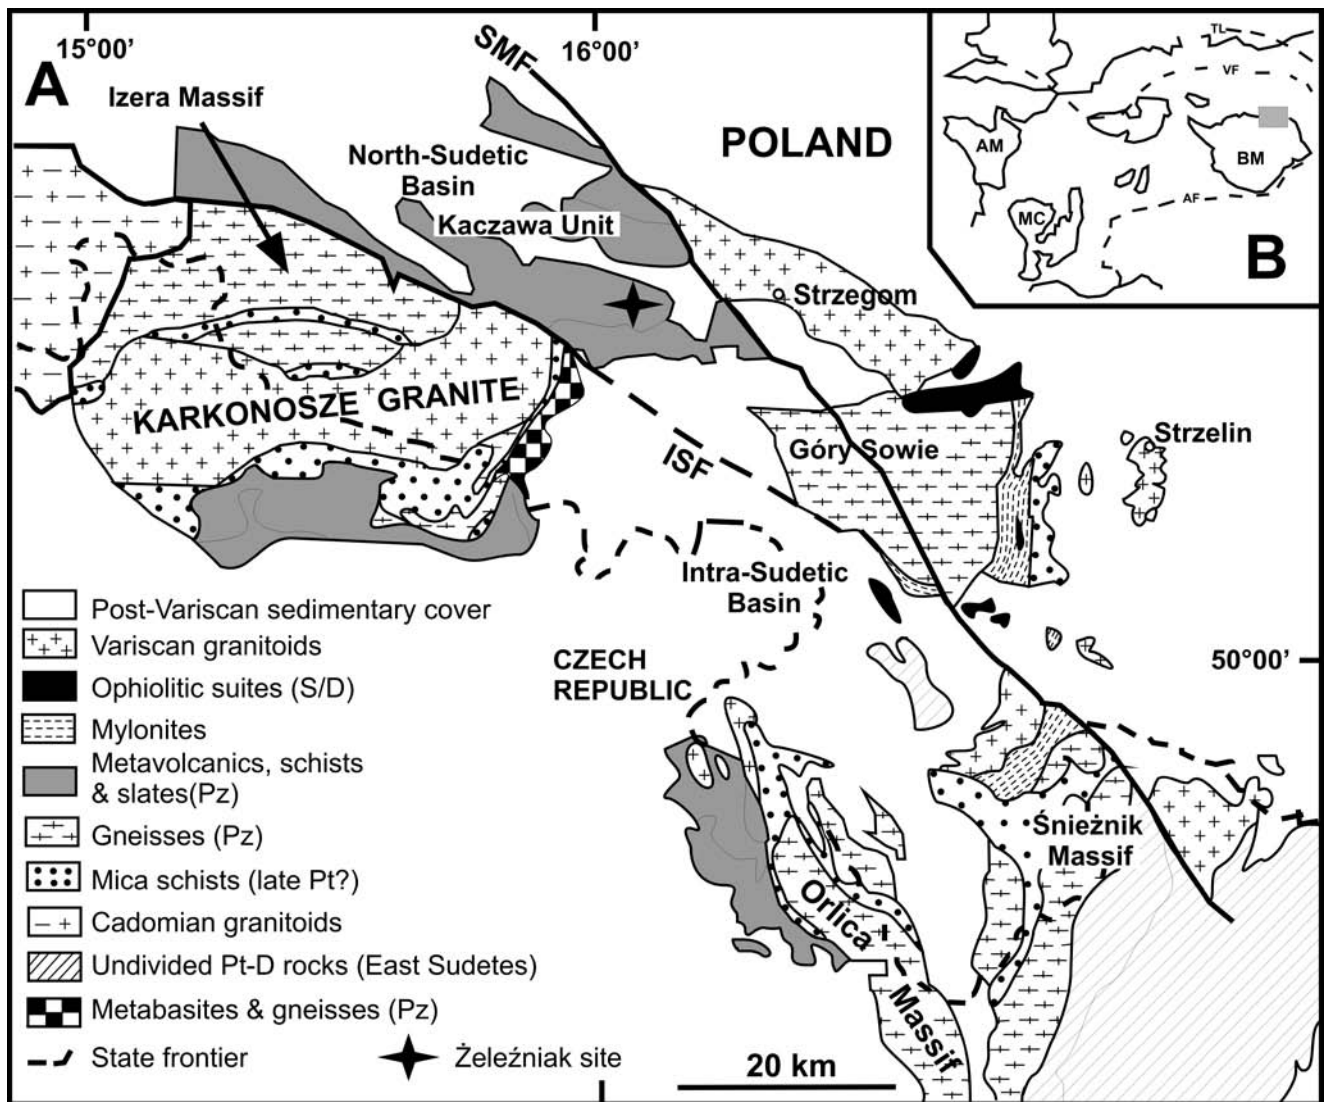 15°00’
16°00’
SMF
A
Izera Massif
North-Sudetic
Basin
Kaczawa Unit
POLAND
TL
VF
AM
BM
MC
AF
B
Strzegom
KARKONOSZE GRANITE
ISF
Góry Sowie
Strzelin
Intra-Sudetic
Basin
CZECH
REPUBLIC
50°00’
Śnieżnik
Massif
Orlica
Massif
Post-Variscan sedimentary cover
Variscan granitoids
Ophiolitic suites (S/D)
Mylonites
Metavolcanics, schists
& slates(Pz)
Gneisses (Pz)
Mica schists (late Pt?)
Cadomian granitoids
Undivided Pt-D rocks (East Sudetes)
Metabasites & gneisses (Pz)
State frontier
Żeleźniak site
20 km